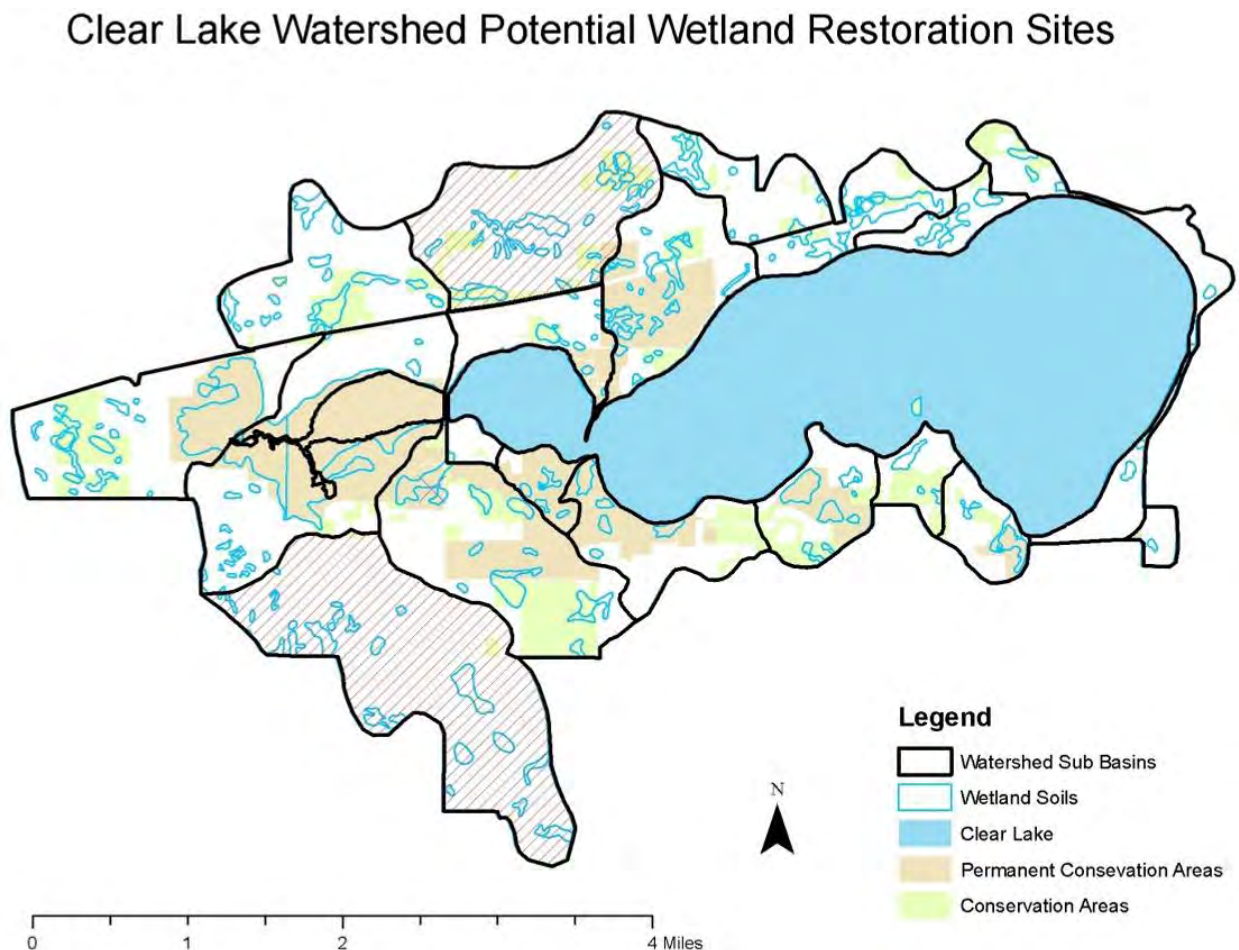 Clear Lake Watershed Potential Wetland Restoration Sites
Legend
Watershed Sub Basins
Wetland Soils
Clear Lake
Permanent Consevation Areas
Conservation Areas
N
0 1 2 4 Miles